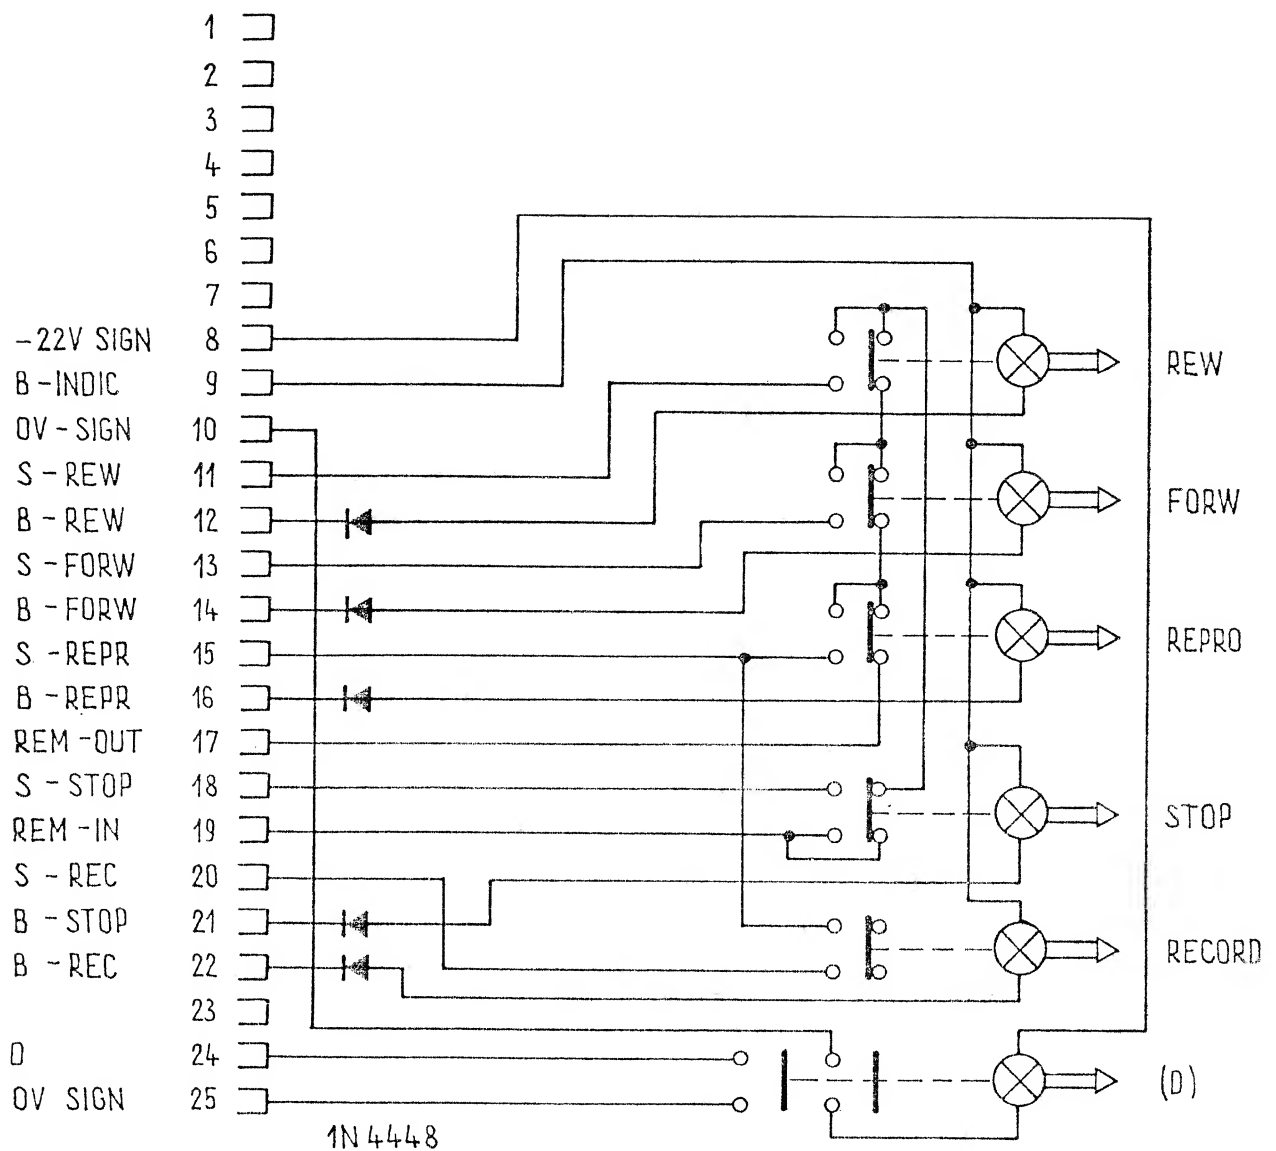 1
2
3
4
5
6
7
-22V SIGN 8
B-INDIC 9
0V-SIGN 10
S-REW 11
B-REW 12
S-FORW 13
B-FORW 14
S-REPR 15
B-REPR 16
REM-OUT 17
S-STOP 18
REM-IN 19
S-REC 20
B-STOP 21
B-REC 22
23
D 24
0V SIGN 25
1N4448
REW
FORW
REPRO
STOP
RECORD
(D)